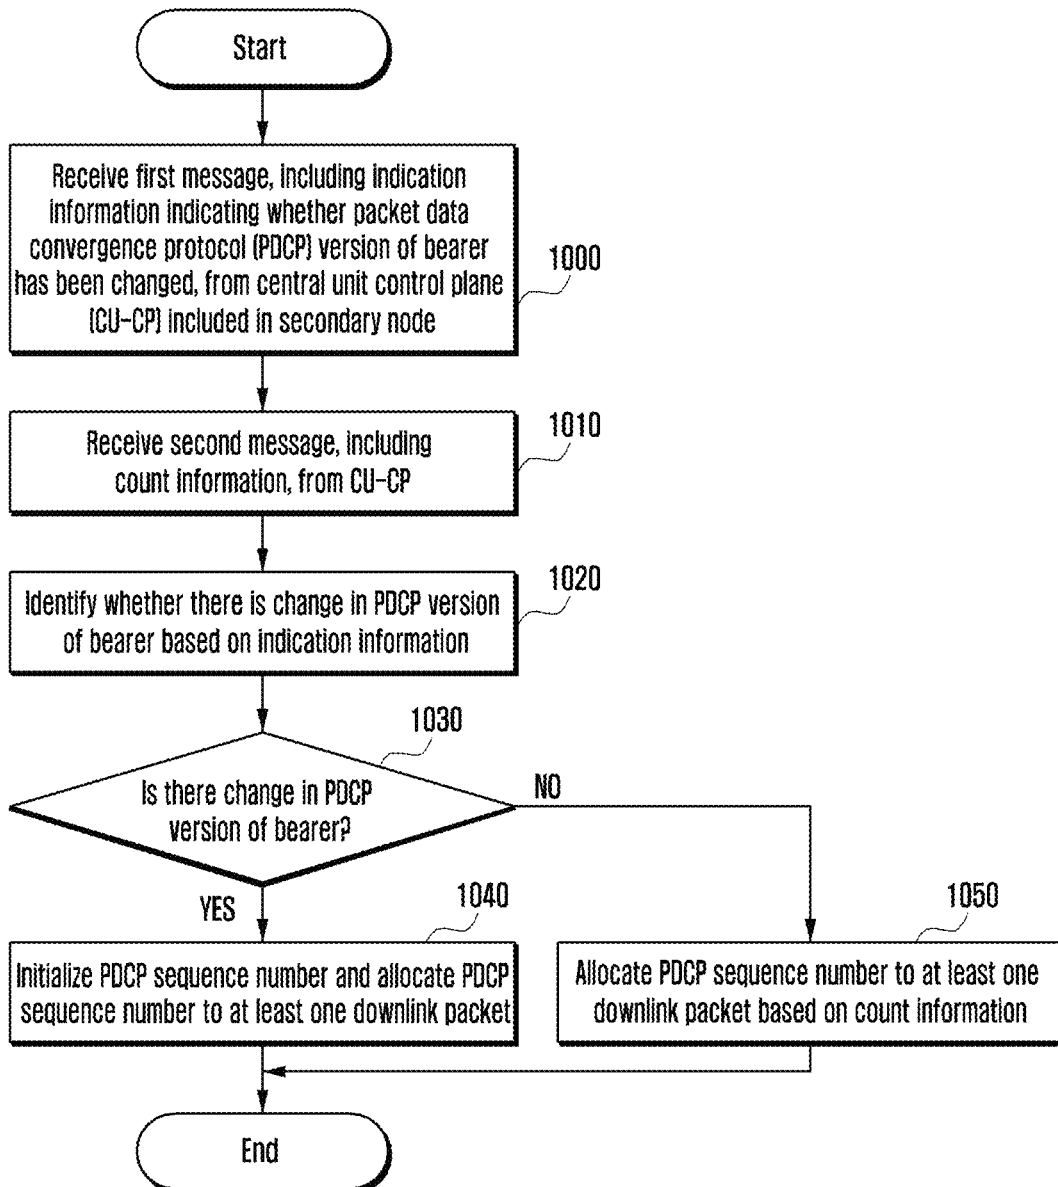 Start
Receive first message, including indication
information indicating whether packet data
convergence protocol (PDCP) version of bearer
has been changed, from central unit control plane
(CU-CP) included in secondary node
1000
Receive second message, including
count information, from CU-CP
1010
Identify whether there is change in PDCP version
of bearer based on indication information
1020
1030
Is there change in PDCP
version of bearer?
NO
YES
1040
Initialize PDCP sequence number and allocate PDCP
sequence number to at least one downlink packet
1050
Allocate PDCP sequence number to at least one
downlink packet based on count information
End